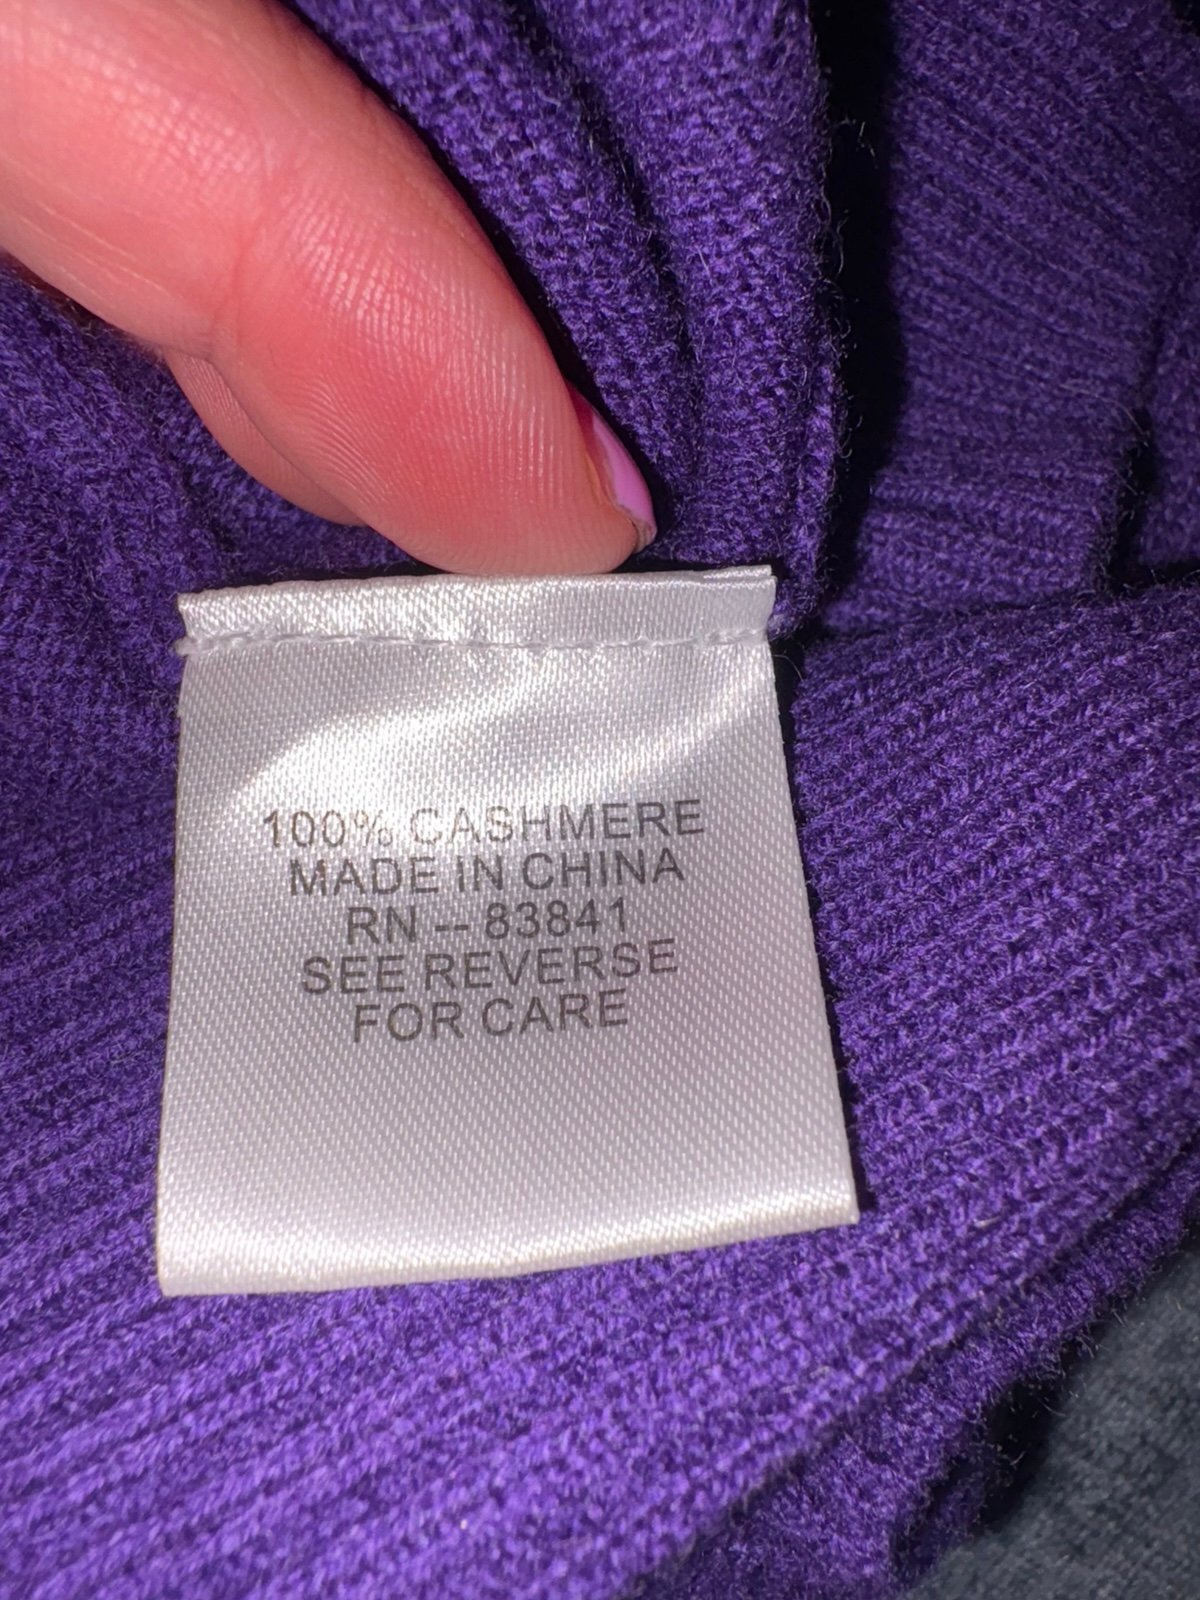 100% CASHMERE
MADE IN CHINA
RN -- 83841
SEE REVERSE
FOR CARE